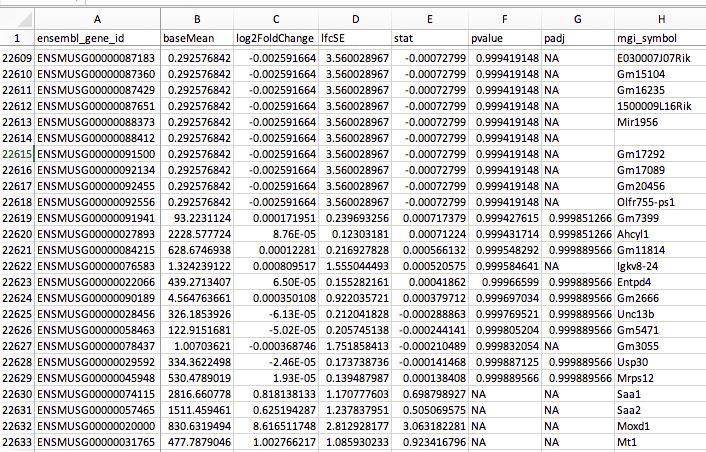 A B C D E F G H
1 ensembl_gene_id baseMean log2FoldChange lfcSE stat pvalue padj mgi_symbol
22609 ENSMUSG00000087183 0.292576842 -0.002591664 3.560028967 -0.00072799 0.999419148 NA E030007J07Rik
22610 ENSMUSG00000087360 0.292576842 -0.002591664 3.560028967 -0.00072799 0.999419148 NA Gm15104
22611 ENSMUSG00000087429 0.292576842 -0.002591664 3.560028967 -0.00072799 0.999419148 NA Gm16235
22612 ENSMUSG00000087651 0.292576842 -0.002591664 3.560028967 -0.00072799 0.999419148 NA 1500009L16Rik
22613 ENSMUSG00000088373 0.292576842 -0.002591664 3.560028967 -0.00072799 0.999419148 NA Mir1956
22614 ENSMUSG00000088412 0.292576842 -0.002591664 3.560028967 -0.00072799 0.999419148 NA
22615 ENSMUSG00000091500 0.292576842 -0.002591664 3.560028967 -0.00072799 0.999419148 NA Gm17292
22616 ENSMUSG00000092134 0.292576842 -0.002591664 3.560028967 -0.00072799 0.999419148 NA Gm17089
22617 ENSMUSG00000092455 0.292576842 -0.002591664 3.560028967 -0.00072799 0.999419148 NA Gm20456
22618 ENSMUSG00000092556 0.292576842 -0.002591664 3.560028967 -0.00072799 0.999419148 NA Olfr755-ps1
22619 ENSMUSG00000091941 93.2231124 0.000171951 0.239693256 0.000717379 0.999427615 0.999851266 Gm7399
22620 ENSMUSG00000027893 2228.577724 8.76E-05 0.12303181 0.00071224 0.999431714 0.999851266 Ahcyl1
22621 ENSMUSG00000084215 628.6746938 0.00012281 0.216927828 0.000566132 0.999548292 0.999889566 Gm11814
22622 ENSMUSG00000076583 1.324239122 0.000809517 1.555044493 0.000520575 0.999584641 NA Igkv8-24
22623 ENSMUSG00000022066 439.2713407 6.50E-05 0.155282161 0.00041862 0.99966599 0.999889566 Entpd4
22624 ENSMUSG00000090189 4.564763661 0.000350108 0.922035721 0.000379712 0.999697034 0.999889566 Gm2666
22625 ENSMUSG00000028456 326.1853926 -6.13E-05 0.212041828 -0.000288863 0.999769521 0.999889566 Unc13b
22626 ENSMUSG00000058463 122.9151681 -5.02E-05 0.205745138 -0.000244141 0.999805204 0.999889566 Gm5471
22627 ENSMUSG00000078437 1.00703621 -0.000368746 1.751858413 -0.000210489 0.999832054 NA Gm3055
22628 ENSMUSG00000029592 334.3622498 -2.46E-05 0.173738736 -0.000141468 0.999887125 0.999889566 Usp30
22629 ENSMUSG00000045948 530.4789019 1.93E-05 0.139487987 0.000138408 0.999889566 0.999889566 Mrps12
22630 ENSMUSG00000074115 2816.660778 0.818138133 1.170777603 0.698798927 NA NA Saa1
22631 ENSMUSG00000057465 1511.459461 0.625194287 1.237837951 0.505069575 NA NA Saa2
22632 ENSMUSG00000020000 830.6319494 8.616511748 2.812928177 3.063182281 NA NA Moxd1
22633 ENSMUSG00000031765 477.7879046 1.002766217 1.085930233 0.923416796 NA NA Mt1